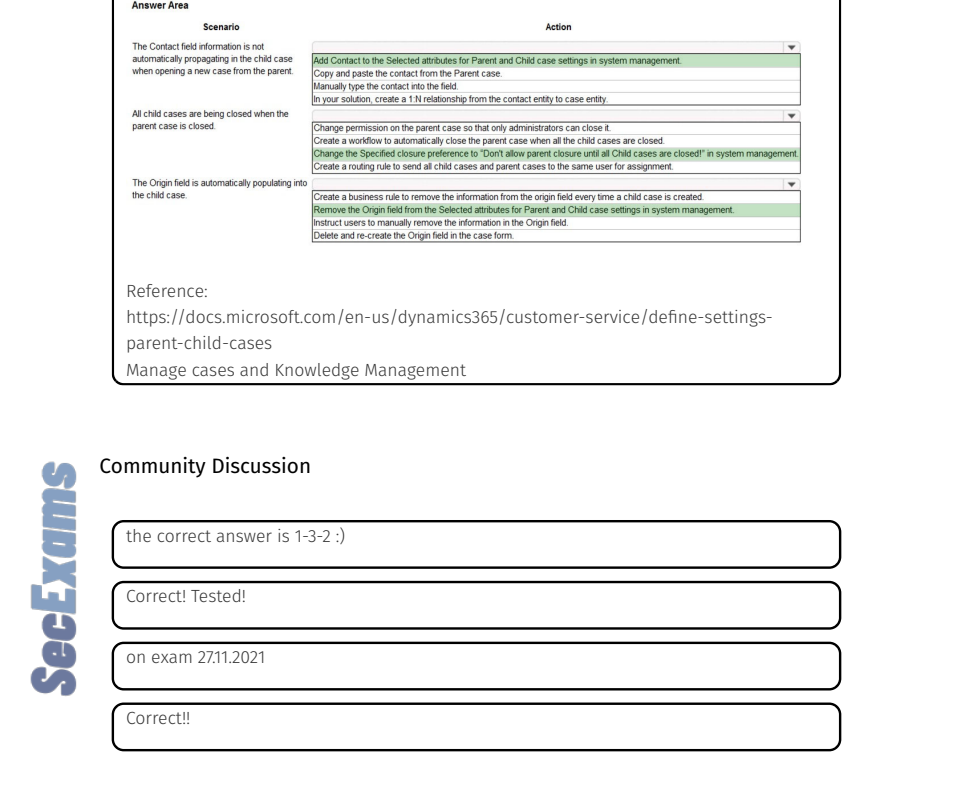 Answer Area
Scenario
Action
The Contact field information is not
automatically propagating in the child case
when opening a new case from the parent.
Add Contact to the Selected attributes for Parent and Child case settings in system management.
Copy and paste the contact from the Parent case.
Manually type the contact into the field.
In your solution, create a 1:N relationship from the contact entity to case entity.
All child cases are being closed when the
parent case is closed.
Change permission on the parent case so that only administrators can close it.
Create a workflow to automatically close the parent case when all the child cases are closed.
Change the Specified closure preference to "Don't allow parent closure until all Child cases are closed!" in system management.
Create a routing rule to send all child cases and parent cases to the same user for assignment.
The Origin field is automatically populating into
the child case.
Create a business rule to remove the information from the origin field every time a child case is created.
Remove the Origin field from the Selected attributes for Parent and Child case settings in system management.
Instruct users to manually remove the information in the Origin field.
Delete and re-create the Origin field in the case form.
Reference:
https://docs.microsoft.com/en-us/dynamics365/customer-service/define-settings-
parent-child-cases
Manage cases and Knowledge Management
SecExams
Community Discussion
the correct answer is 1-3-2 :)
Correct! Tested!
on exam 27.11.2021
Correct!!